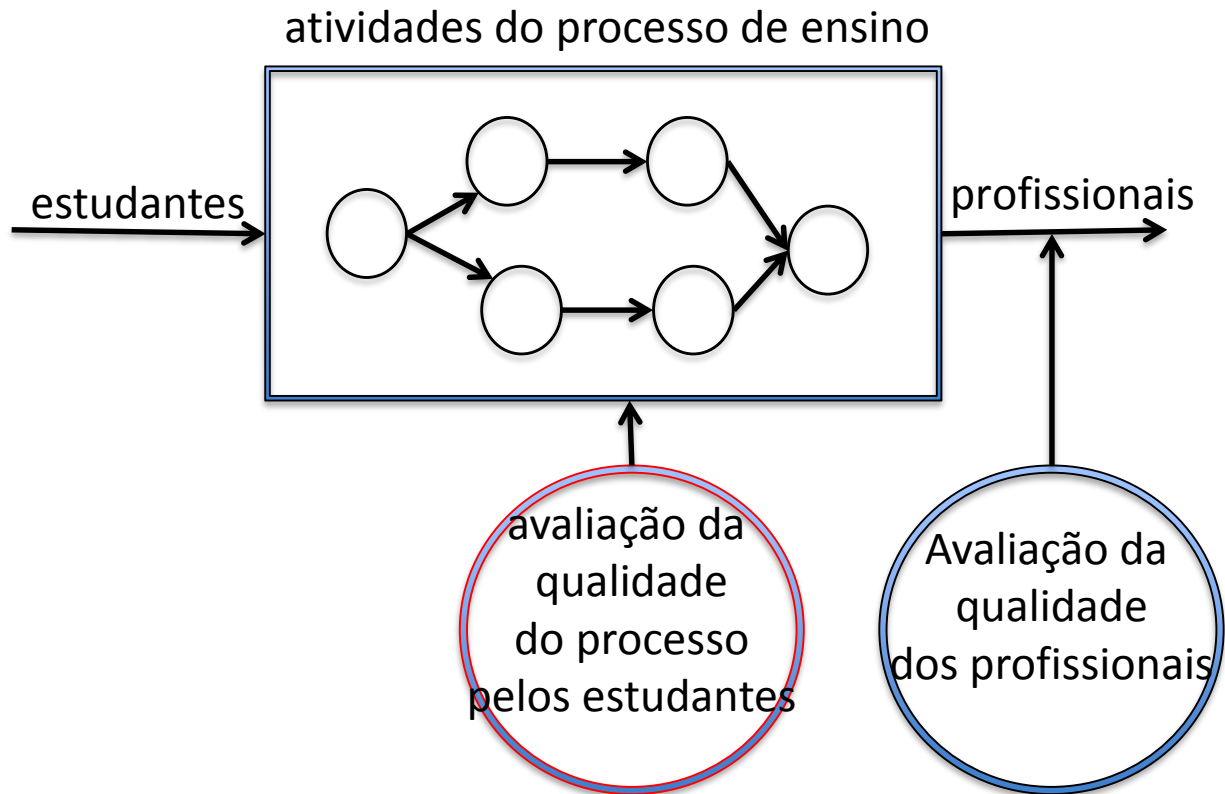 atividades do processo de ensino
estudantes
profissionais
avaliação da
qualidade
do processo
pelos estudantes
Avaliação da
qualidade
dos profissionais